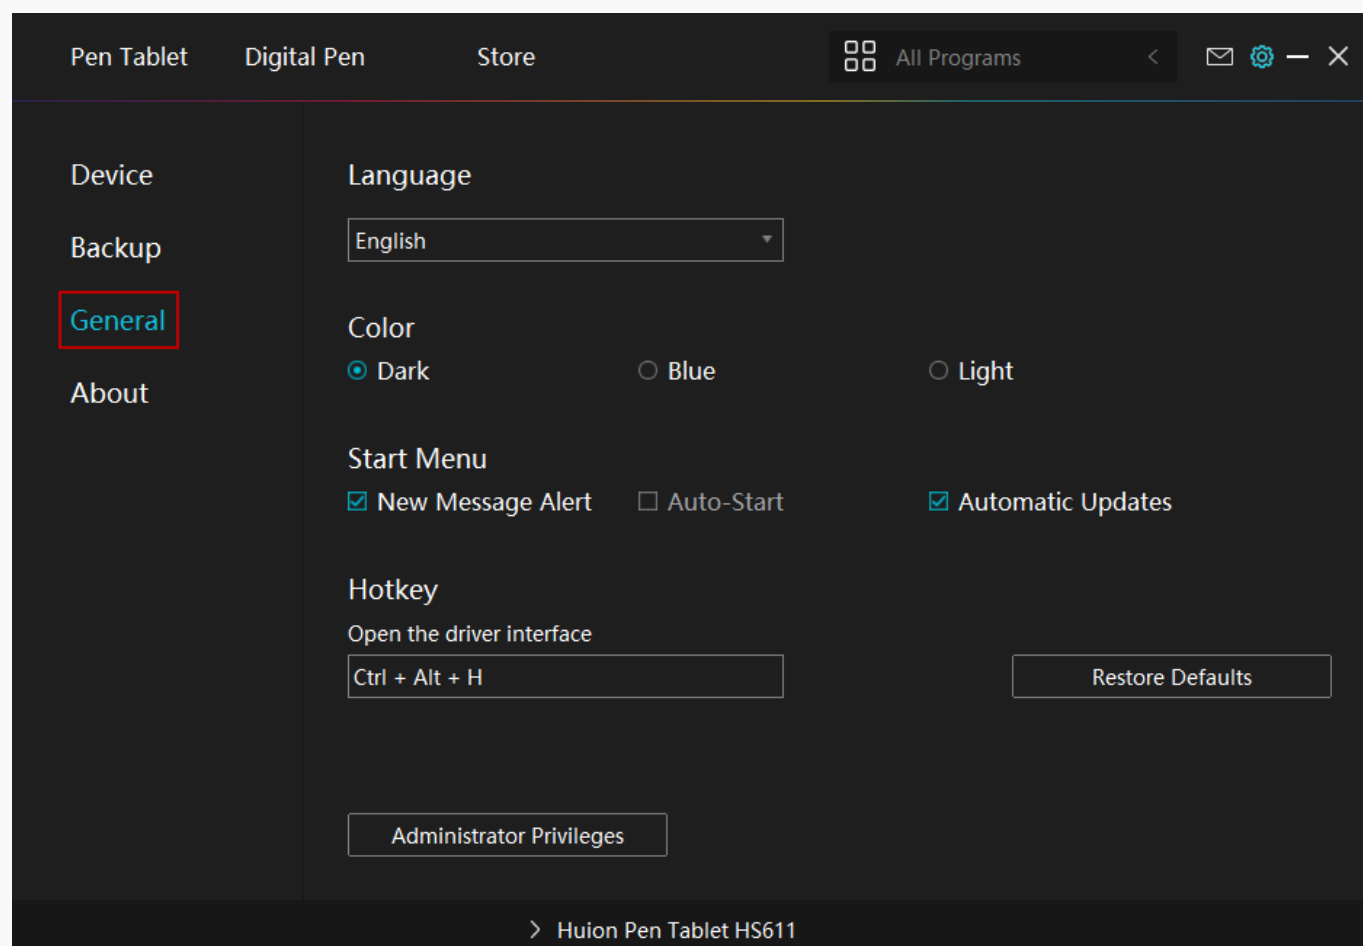 Pen Tablet Digital Pen Store All Programs
Device
Backup
General
About
Language
English
Color
Dark Blue Light
Start Menu
New Message Alert Auto-Start Automatic Updates
Hotkey
Open the driver interface
Ctrl + Alt + H Restore Defaults
Administrator Privileges
Huion Pen Tablet HS611